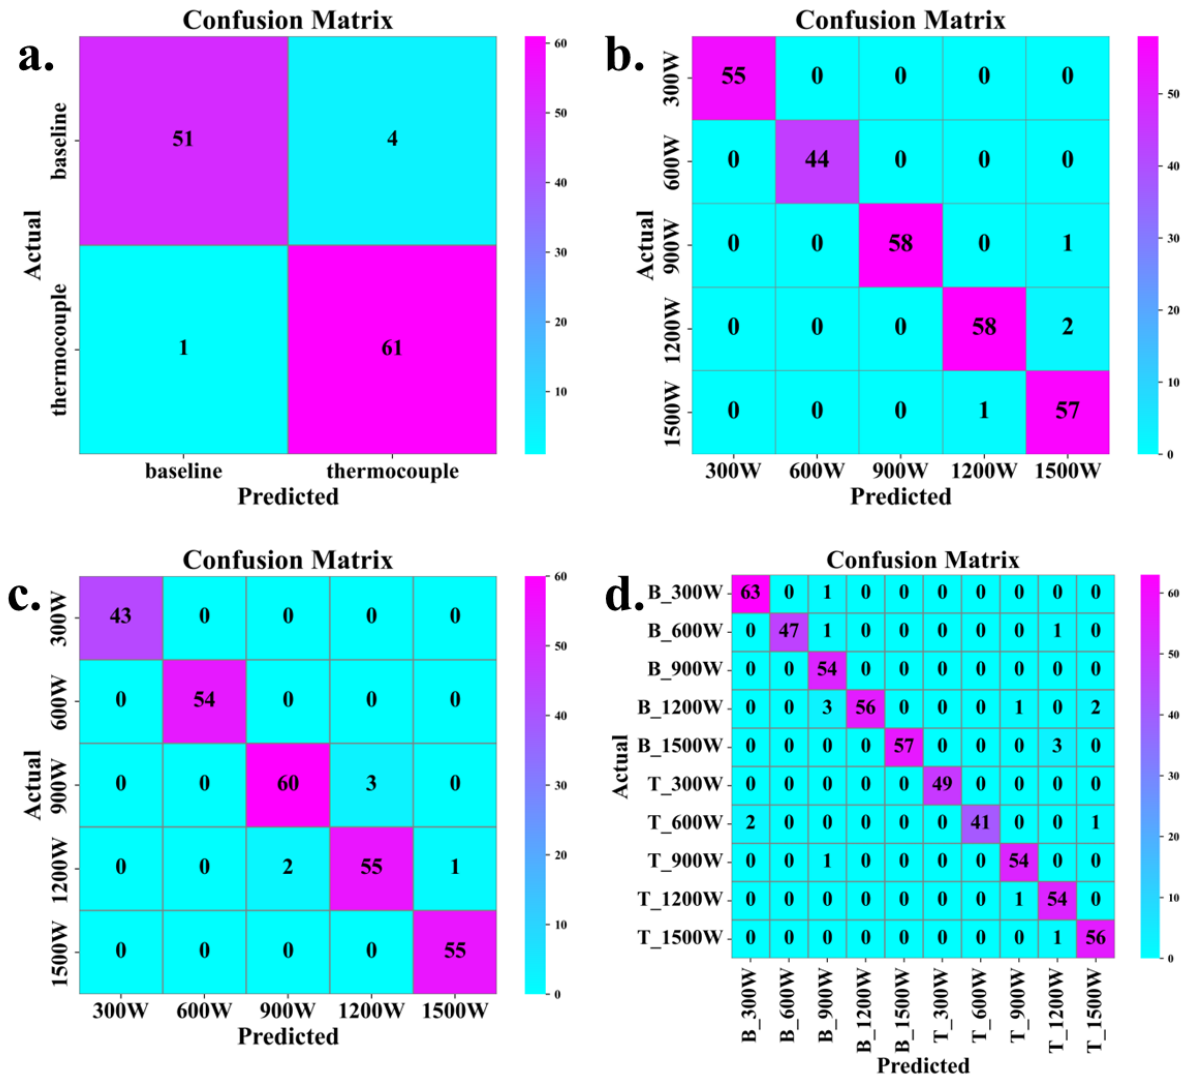 a.
Confusion Matrix
Actual
baseline
51 4
thermocouple
1 61
baseline thermocouple
Predicted
60
50
40
30
20
10
b.
Confusion Matrix
Actual
300W 55 0 0 0 0
600W 0 44 0 0 0
900W 0 0 58 0 1
1200W 0 0 0 58 2
1500W 0 0 0 1 57
300W 600W 900W 1200W 1500W
Predicted
50
40
30
20
10
0
c.
Confusion Matrix
Actual
300W 43 0 0 0 0
600W 0 54 0 0 0
900W 0 0 60 3 0
1200W 0 0 2 55 1
1500W 0 0 0 0 55
300W 600W 900W 1200W 1500W
Predicted
60
50
40
30
20
10
0
d.
Confusion Matrix
Actual
B_300W 63 0 1 0 0 0 0 0 0 0
B_600W 0 47 1 0 0 0 0 0 1 0
B_900W 0 0 54 0 0 0 0 0 0 0
B_1200W 0 0 3 56 0 0 0 1 0 2
B_1500W 0 0 0 0 57 0 0 0 3 0
T_300W 0 0 0 0 0 49 0 0 0 0
T_600W 2 0 0 0 0 0 41 0 0 1
T_900W 0 0 1 0 0 0 0 54 0 0
T_1200W 0 0 0 0 0 0 0 1 54 0
T_1500W 0 0 0 0 0 0 0 0 1 56
B_300W B_600W B_900W B_1200W B_1500W T_300W T_600W T_900W T_1200W T_1500W
Predicted
60
50
40
30
20
10
0